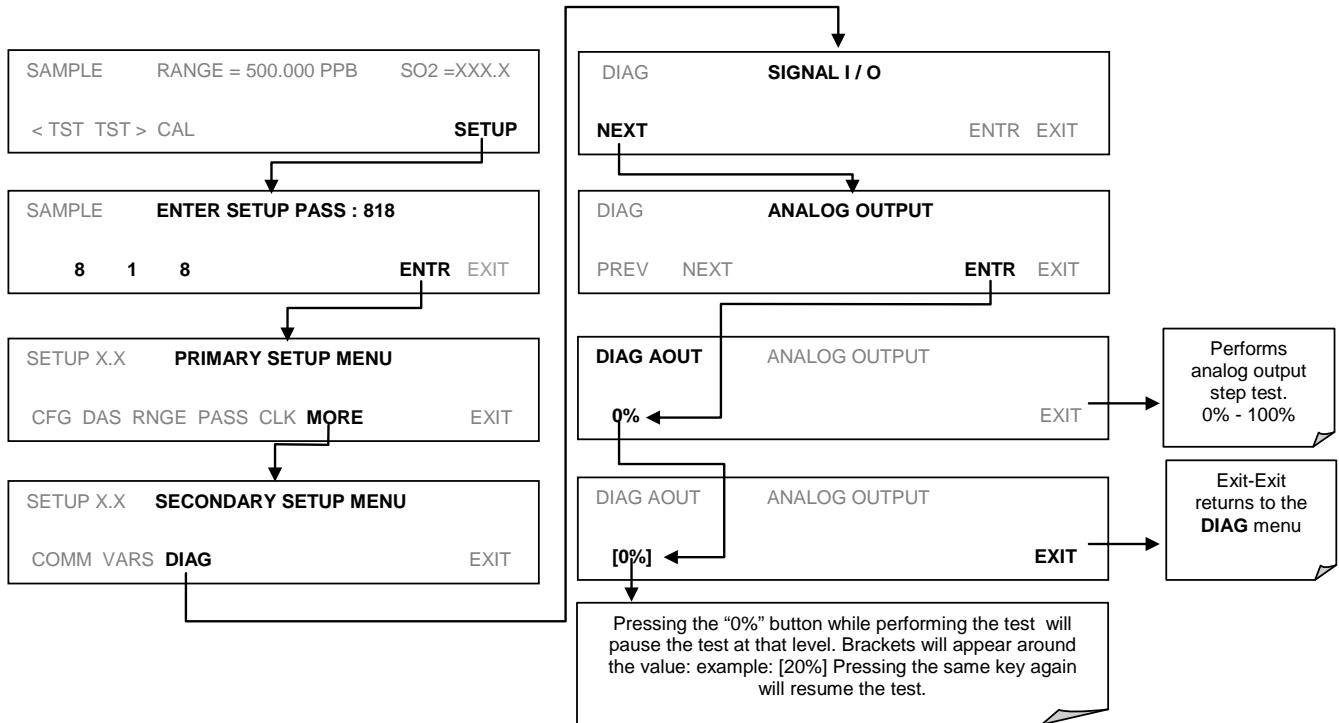 SAMPLE RANGE = 500.000 PPB SO2 =XXX.X
< TST TST > CAL SETUP
SAMPLE ENTER SETUP PASS : 818
8 1 8 ENTR EXIT
SETUP X.X PRIMARY SETUP MENU
CFG DAS RNGE PASS CLK MORE EXIT
SETUP X.X SECONDARY SETUP MENU
COMM VARS DIAG EXIT
DIAG SIGNAL I / O
NEXT ENTR EXIT
DIAG ANALOG OUTPUT
PREV NEXT ENTR EXIT
DIAG AOUT ANALOG OUTPUT
0% EXIT
Performs
analog output
step test.
0% - 100%
DIAG AOUT ANALOG OUTPUT
[0%] EXIT
Exit-Exit
returns to the
DIAG menu
Pressing the “0%” button while performing the test will
pause the test at that level. Brackets will appear around
the value: example: [20%] Pressing the same key again
will resume the test.